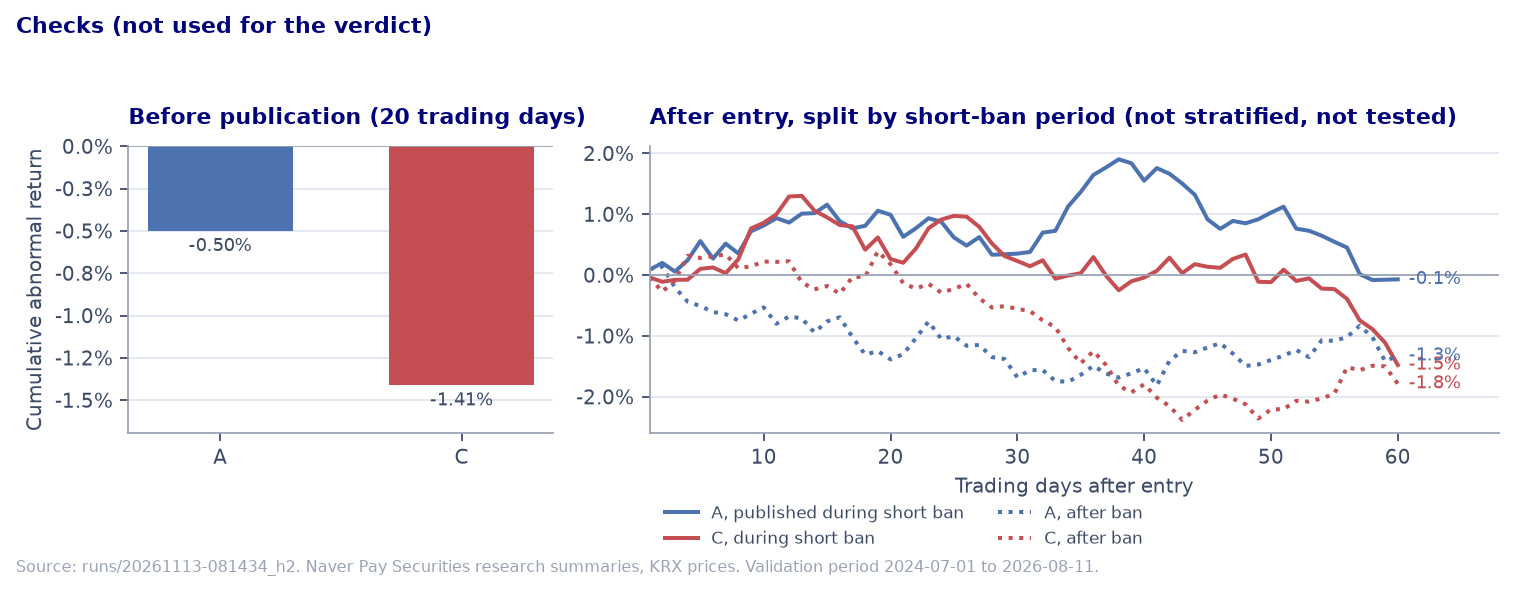 Checks (not used for the verdict)
Before publication (20 trading days)
Cumulative abnormal return
0.0%
-0.3%
-0.5%
-0.8%
-1.0%
-1.2%
-1.5%
-0.50%
-1.41%
A
C
After entry, split by short-ban period (not stratified, not tested)
2.0%
1.0%
0.0%
-1.0%
-2.0%
-0.1%
-1.3%
-1.5%
-1.8%
10
20
30
40
50
60
Trading days after entry
A, published during short ban
A, after ban
C, during short ban
C, after ban
Source: runs/20261113-081434_h2. Naver Pay Securities research summaries, KRX prices. Validation period 2024-07-01 to 2026-08-11.